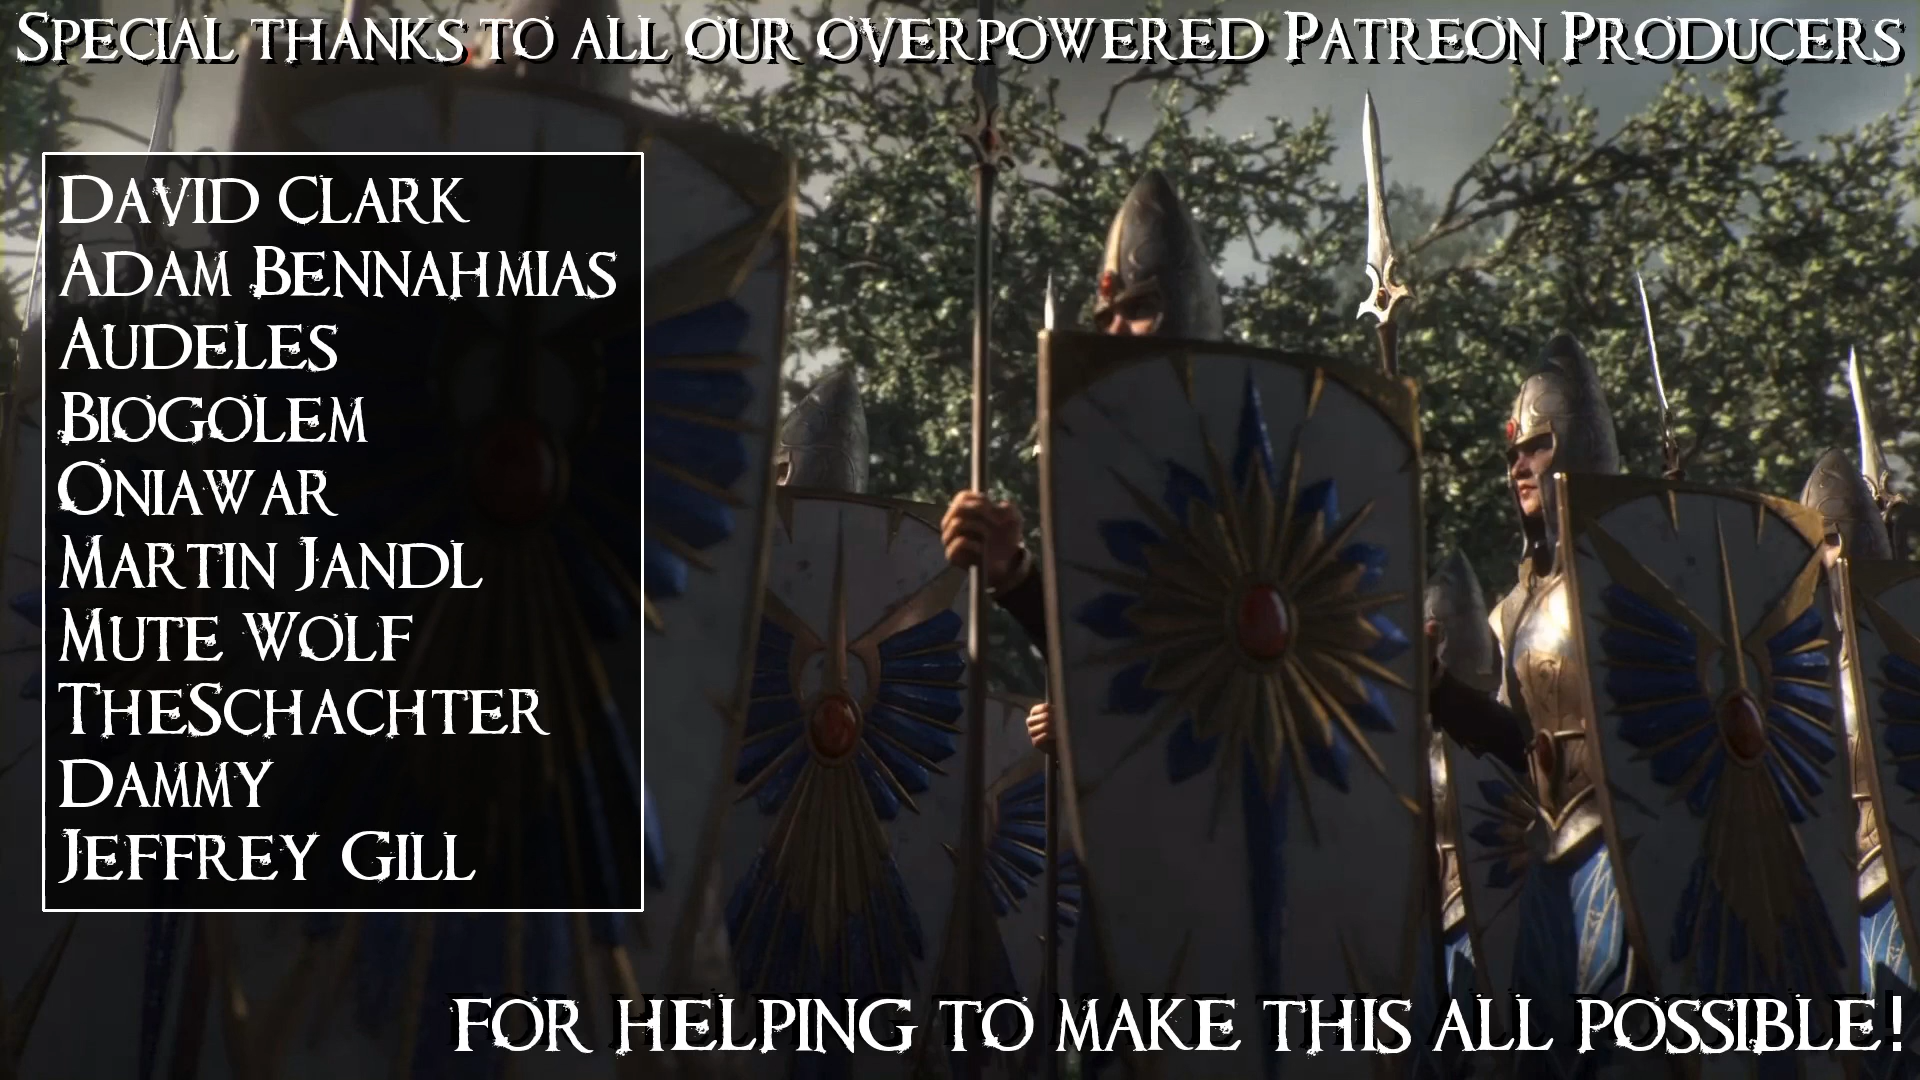 Special thanks to all our overpowered Patreon Producers
David Clark
Adam Bennahmias
Audeles
Biogolem
Oniawar
Martin Jandl
Mute Wolf
TheSchachter
Dammy
Jeffrey Gill
for helping to make this all possible!